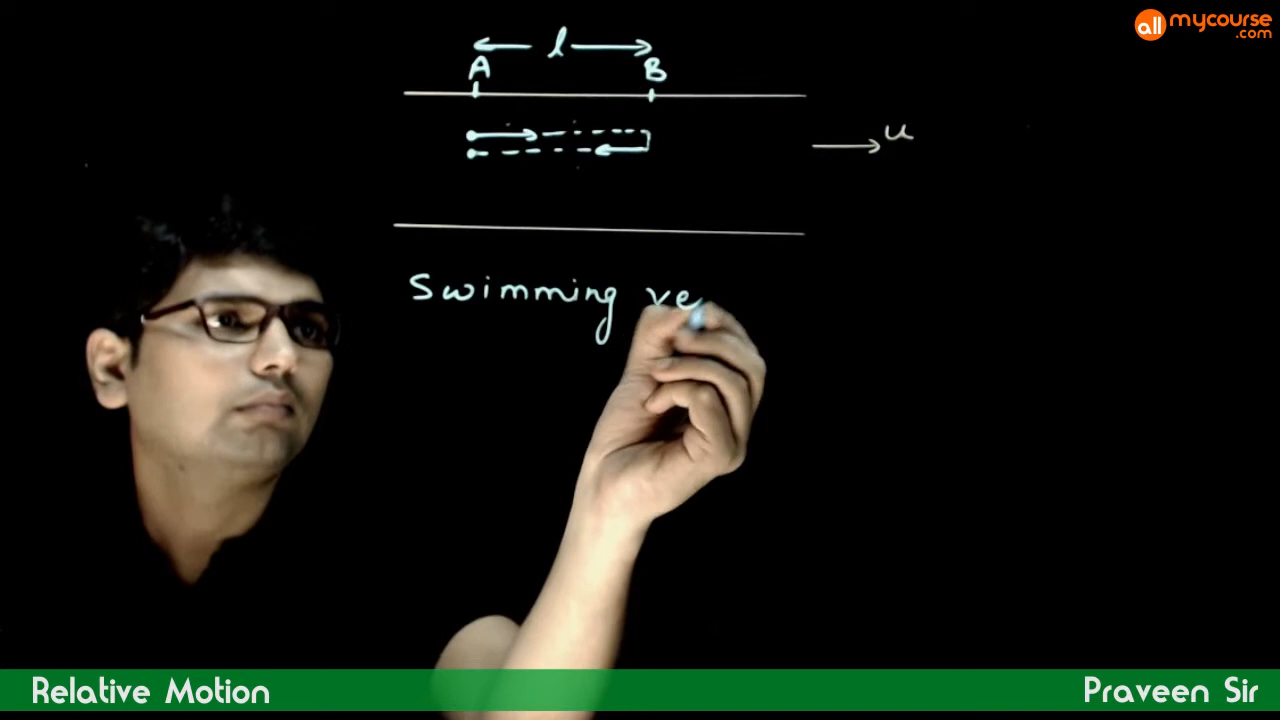 all mycourse
.com
l
A B
u
Swimming ve
Relative Motion
Praveen Sir